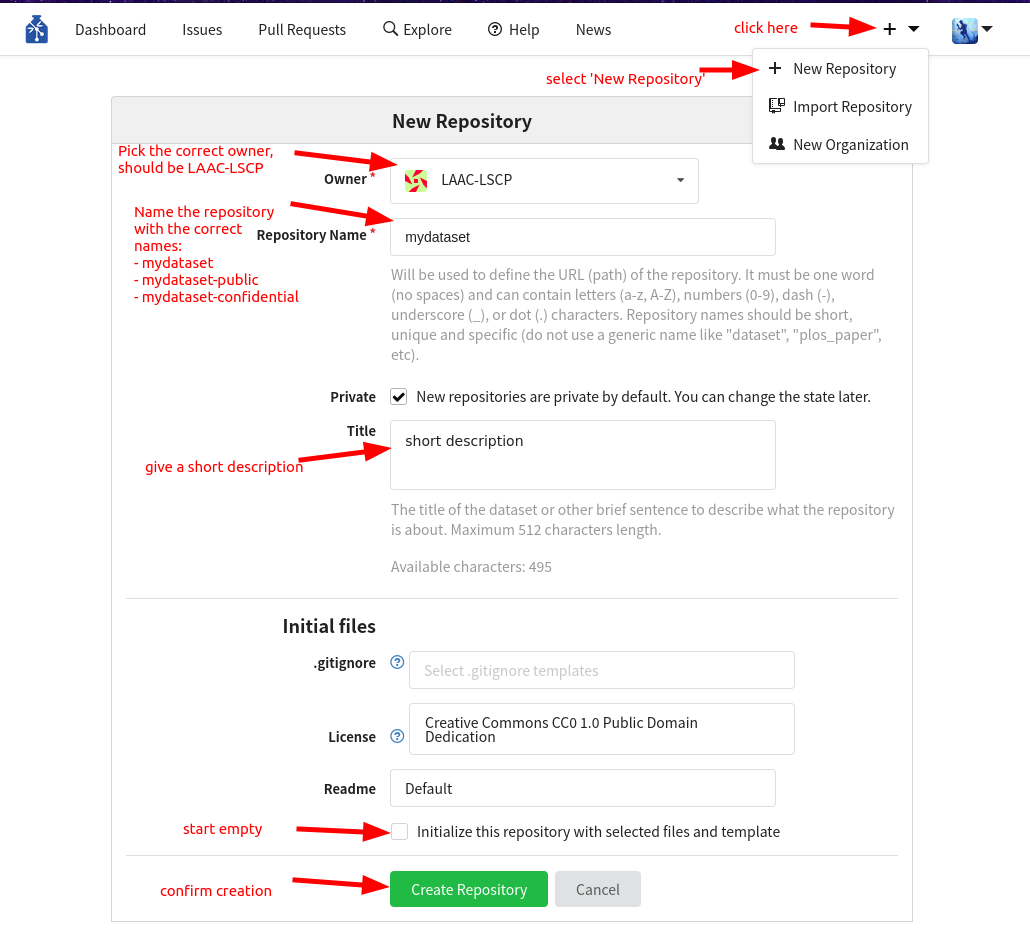 Dashboard Issues Pull Requests Explore Help News
click here
select 'New Repository'
New Repository
Import Repository
New Organization
New Repository
Pick the correct owner,
should be LAAC-LSCP
Owner *
LAAC-LSCP
Name the repository
with the correct
names:
- mydataset
- mydataset-public
- mydataset-confidential
Repository Name *
mydataset
Will be used to define the URL (path) of the repository. It must be one word
(no spaces) and can contain letters (a-z, A-Z), numbers (0-9), dash (-),
underscore (_), or dot (.) characters. Repository names should be short,
unique and specific (do not use a generic name like "dataset", "plos_paper",
etc).
Private
New repositories are private by default. You can change the state later.
Title
short description
give a short description
The title of the dataset or other brief sentence to describe what the repository
is about. Maximum 512 characters length.
Available characters: 495
Initial files
.gitignore
Select .gitignore templates
License
Creative Commons CC0 1.0 Public Domain
Dedication
Readme
Default
start empty
Initialize this repository with selected files and template
confirm creation
Create Repository
Cancel